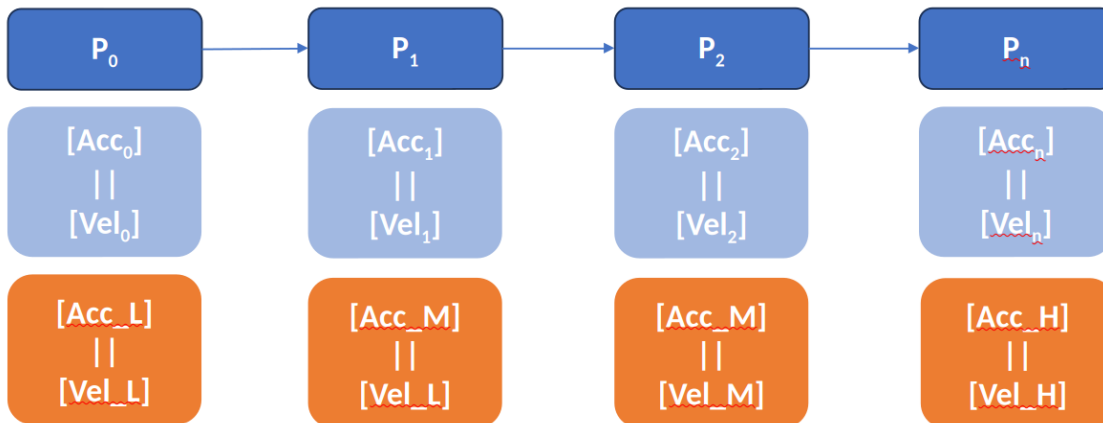 P₀ P₁ P₂ Pₙ
[Acc₀] [Acc₁] [Acc₂] [Accₙ]
|| || || ||
[Vel₀] [Vel₁] [Vel₂] [Velₙ]
[Acc_L] [Acc_M] [Acc_M] [Acc_H]
|| || || ||
[Vel_L] [Vel_L] [Vel_M] [Vel_H]